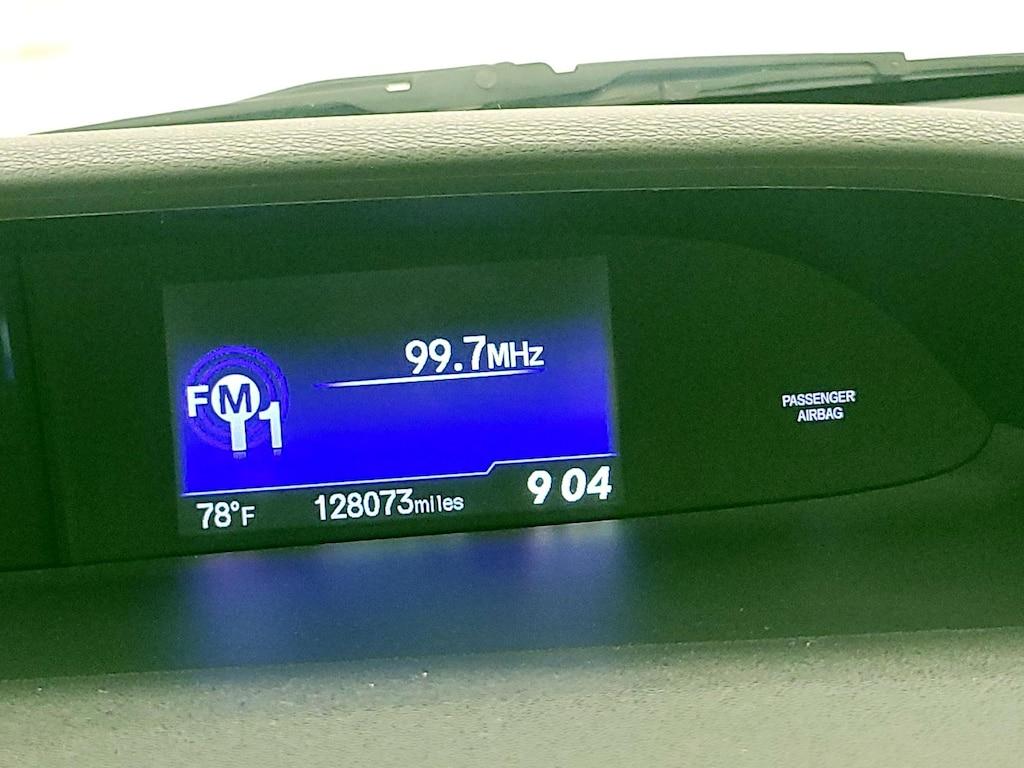 99.7MHz
FM1
78°F 128073miles 9 04
PASSENGER
AIRBAG